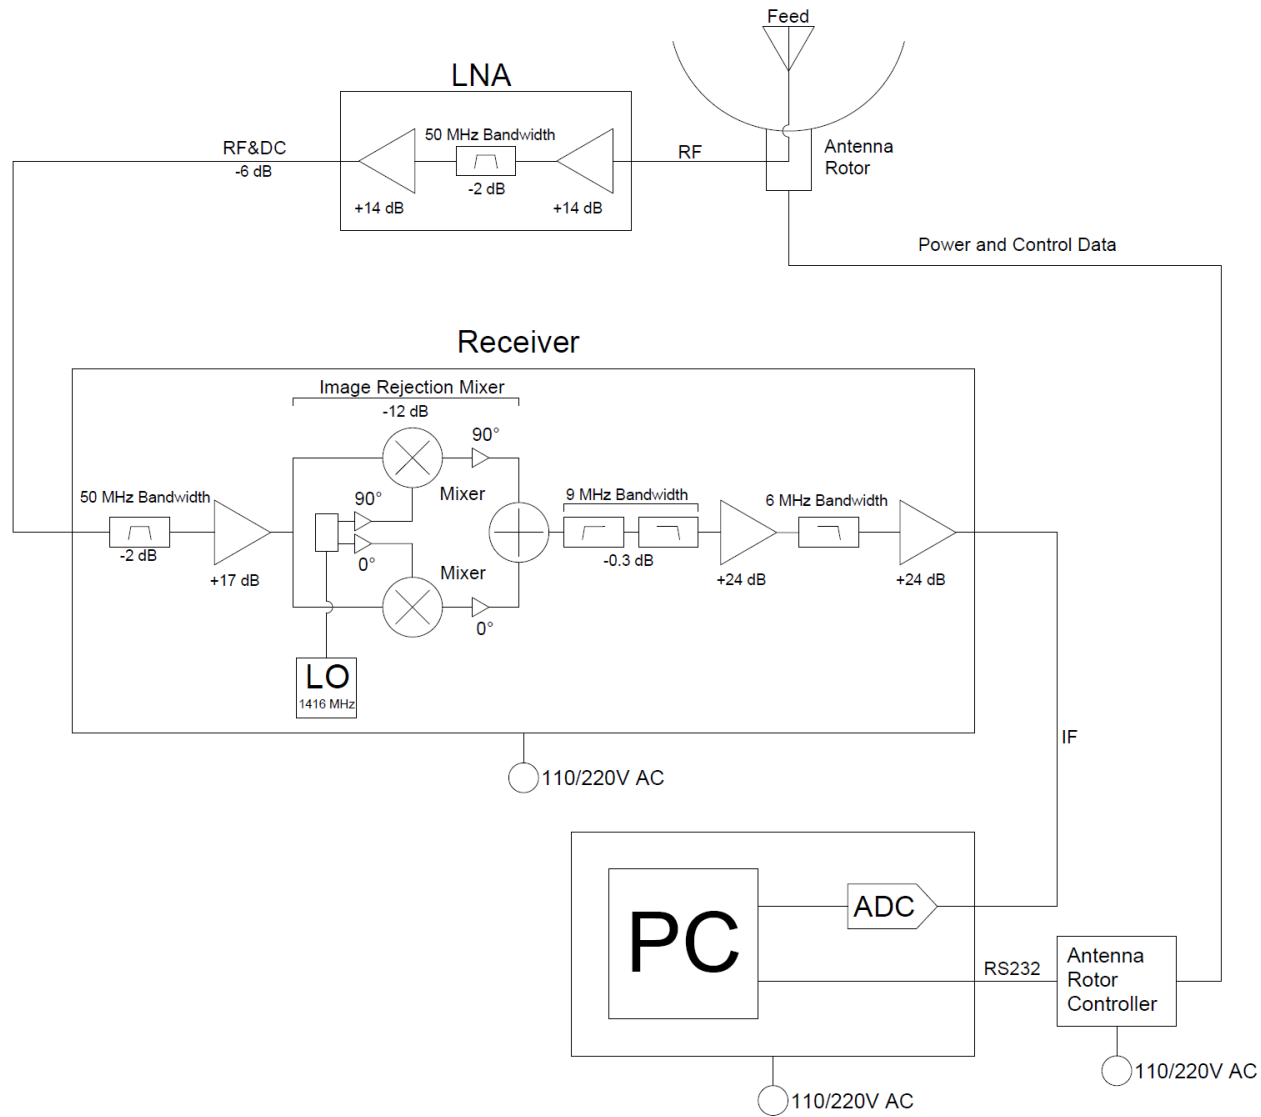 Feed
LNA
50 MHz Bandwidth
-2 dB
+14 dB
+14 dB
RF&DC
-6 dB
RF
Antenna
Rotor
Power and Control Data
Receiver
Image Rejection Mixer
-12 dB
90°
Mixer
90°
0°
Mixer
0°
LO
1416 MHz
50 MHz Bandwidth
-2 dB
+17 dB
9 MHz Bandwidth
-0.3 dB
+24 dB
6 MHz Bandwidth
+24 dB
110/220V AC
IF
PC
ADC
RS232
Antenna
Rotor
Controller
110/220V AC
110/220V AC